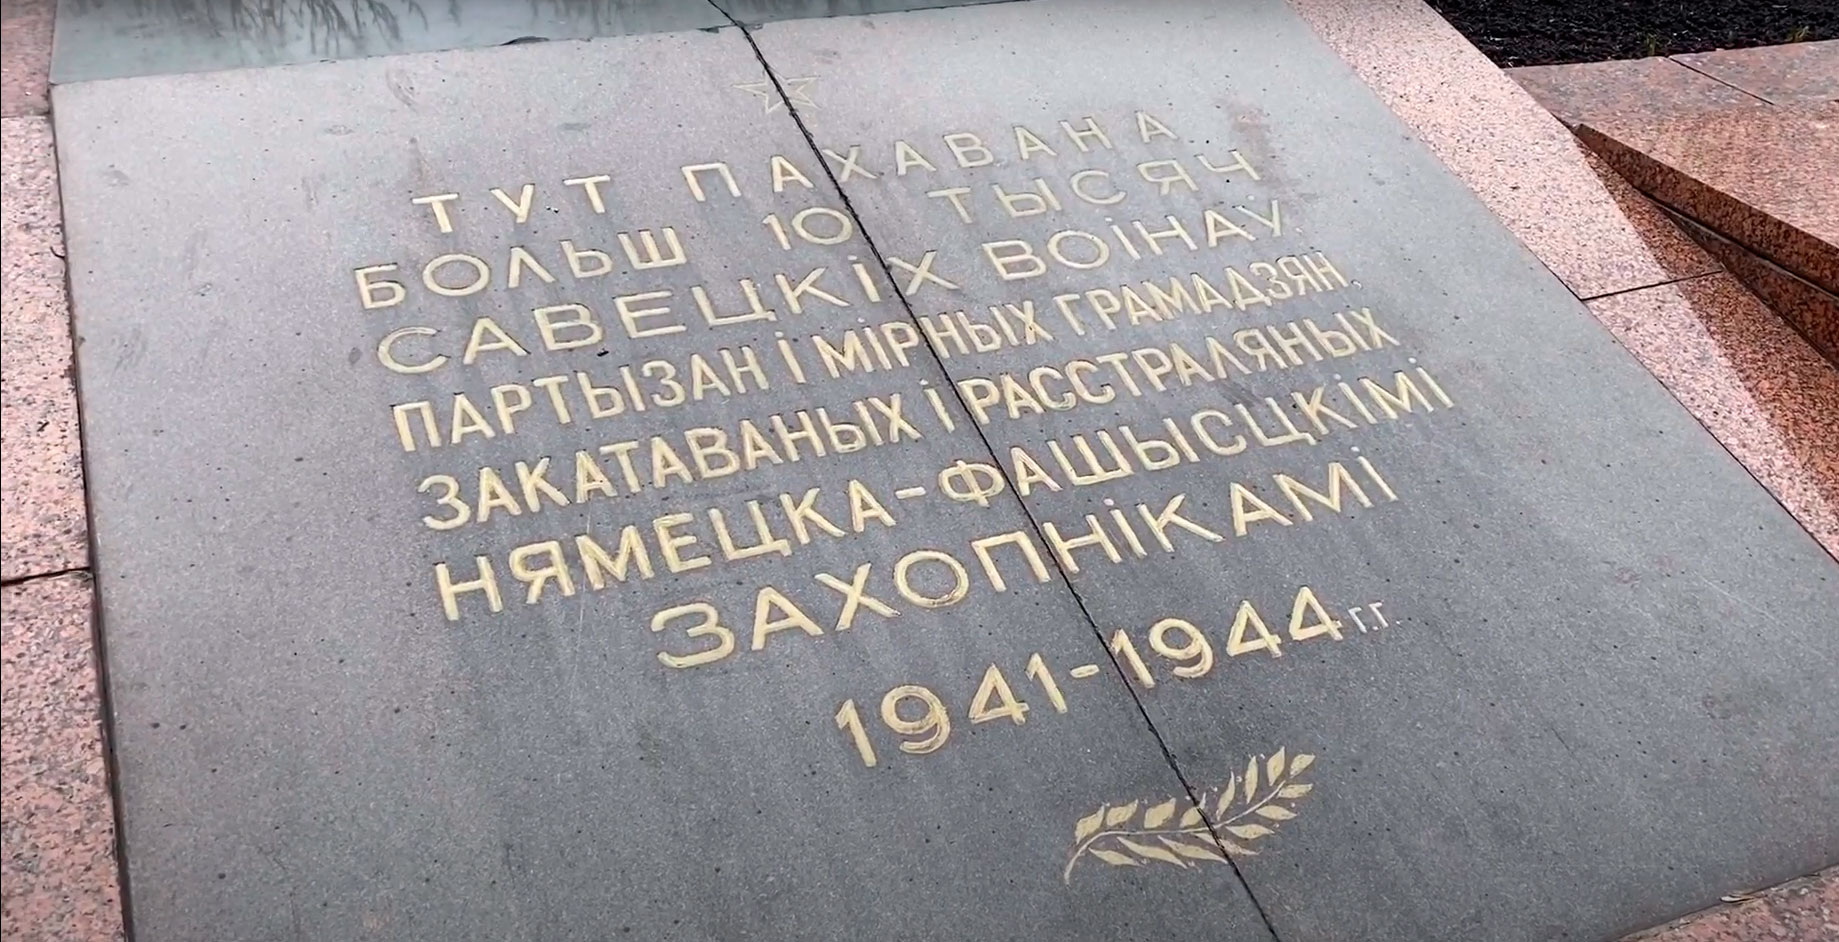 ТУТ ПАХАВАНА
БОЛЬШ 10 ТЫСЯЧ
САВЕЦКІХ ВОІНАЎ,
ПАРТЫЗАН І МІРНЫХ ГРАМАДЗЯН,
ЗАКАТАВАНЫХ І РАССТРАЛЯНЫХ
НЯМЕЦКА-ФАШЫСЦКІМІ
ЗАХОПНІКАМІ
1941-1944 г.г.